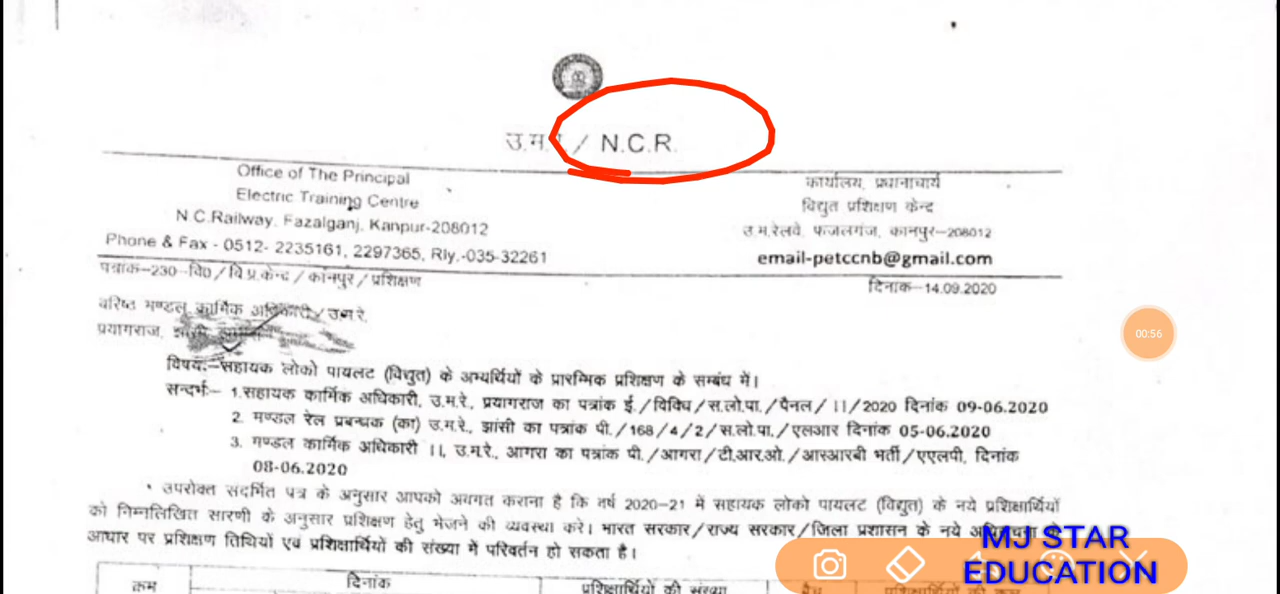 उ.म.रे / N.C.R.
Office of The Principal
Electric Training Centre
N.C.Railway, Fazalganj, Kanpur-208012
Phone & Fax - 0512- 2235161, 2297365, Rly.-035-32261
कार्यालय, प्रधानाचार्य
विद्युत प्रशिक्षण केन्द
उ.म.रेलवे, फजलगंज, कानपुर–208012
email-petccnb@gmail.com
पत्राक–230–वि0/वि.प्र.केन्द/कानपुर/प्रशिक्षण
दिनाक–14.09.2020
वरिष्ठ मण्डल कार्मिक अधिकारी/उ.म.रे.
प्रयागराज,
विषयः–सहायक लोको पायलट (विद्युत) के अभ्यर्थियों के प्रारम्भिक प्रशिक्षण के सम्बंध में।
सन्दर्भः– 1.सहायक कार्मिक अधिकारी, उ.म.रे., प्रयागराज का पत्रांक ई./विविध/स.लो.पा./पैनल/।।/2020 दिनांक 09-06.2020
2. मण्डल रेल प्रबन्धक (का) उ.म.रे., झांसी का पत्रांक पी./168/4/2/स.लो.पा./एलआर दिनांक 05-06.2020
3. मण्डल कार्मिक अधिकारी ।।, उ.म.रे., आगरा का पत्रांक पी./आगरा/टी.आर.ओ./आरआरबी भर्ती/एएलपी, दिनांक
08-06.2020
उपरोक्त संदर्भित पत्र के अनुसार आपको अवगत कराना है कि वर्ष 2020–21 में सहायक लोको पायलट (विद्युत) के नये प्रशिक्षार्थियों
को निम्नलिखित सारणी के अनुसार प्रशिक्षण हेतु भेजने की व्यवस्था करे। भारत सरकार/राज्य सरकार/जिला प्रशासन के नये
आधार पर प्रशिक्षण तिथियों एवं प्रशिक्षार्थियों की संख्या में परिवर्तन हो सकता है।
कम दिनांक प्रशिक्षार्थियों की संख्या बैच
00:56
MJ STAR
EDUCATION